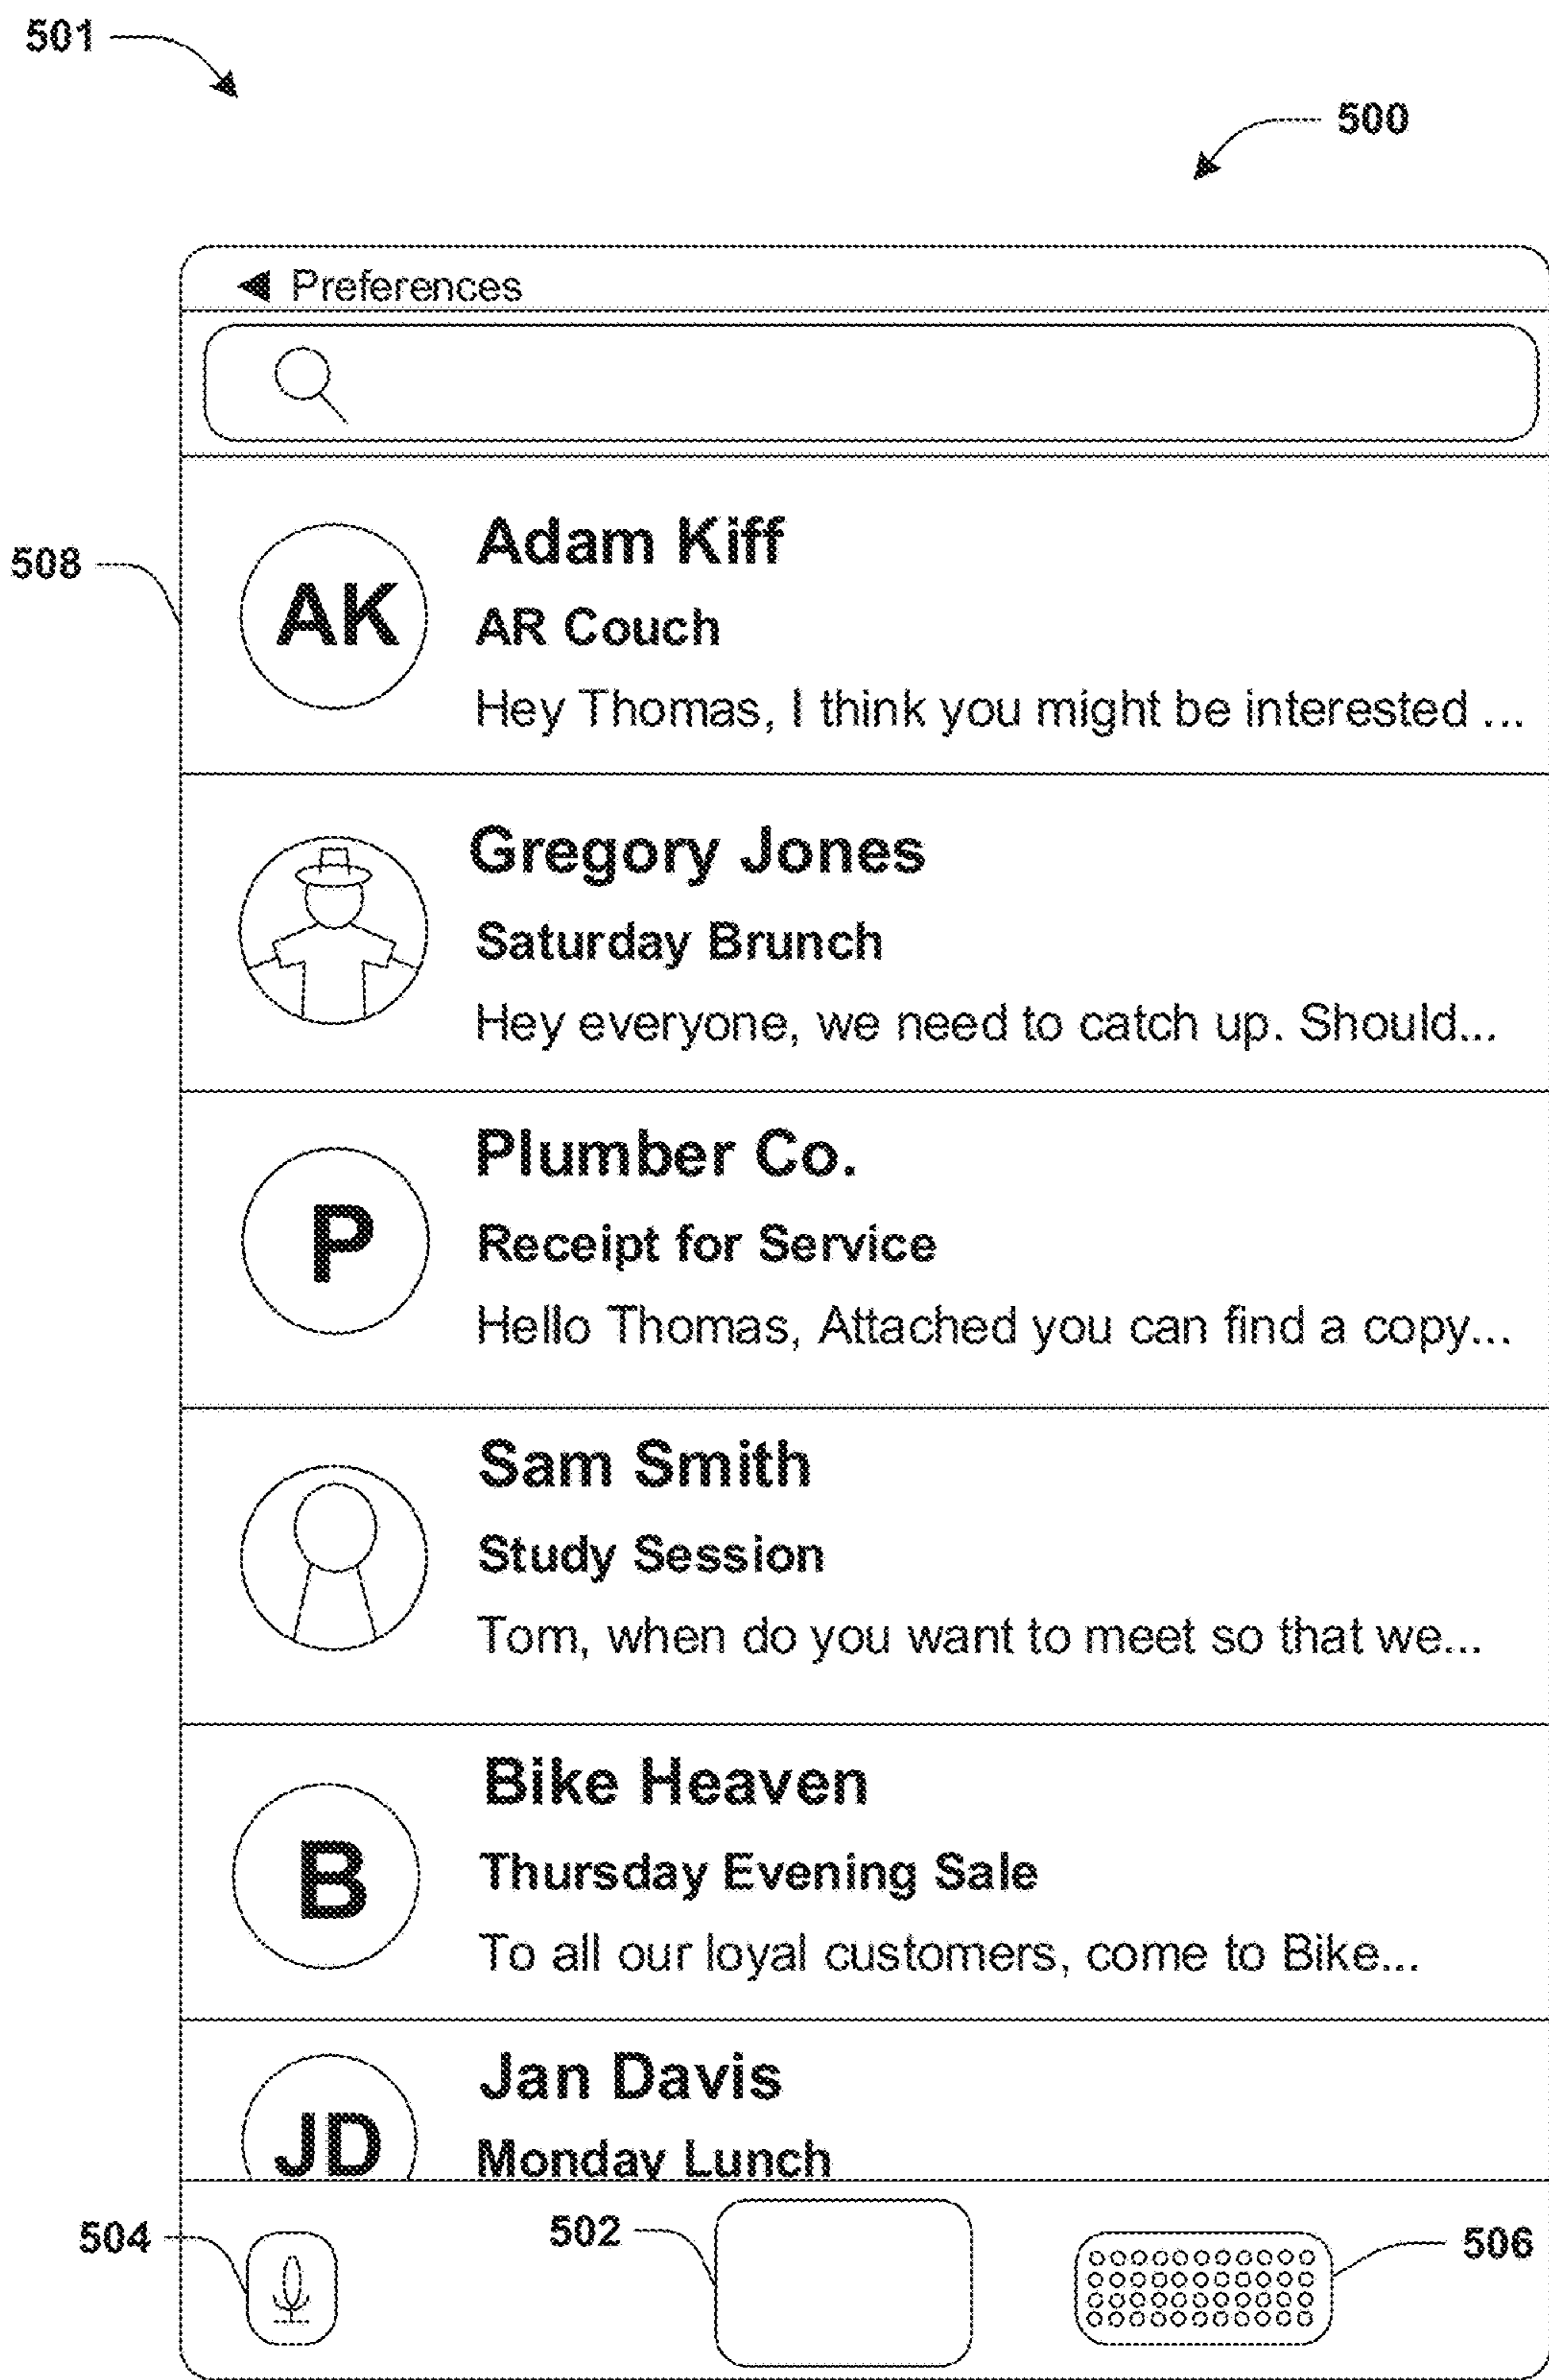 501
500
Preferences
508
AK
Adam Kiff
AR Couch
Hey Thomas, I think you might be interested ...
Gregory Jones
Saturday Brunch
Hey everyone, we need to catch up. Should...
P
Plumber Co.
Receipt for Service
Hello Thomas, Attached you can find a copy...
Sam Smith
Study Session
Tom, when do you want to meet so that we...
B
Bike Heaven
Thursday Evening Sale
To all our loyal customers, come to Bike...
JD
Jan Davis
Monday Lunch
504
502
506